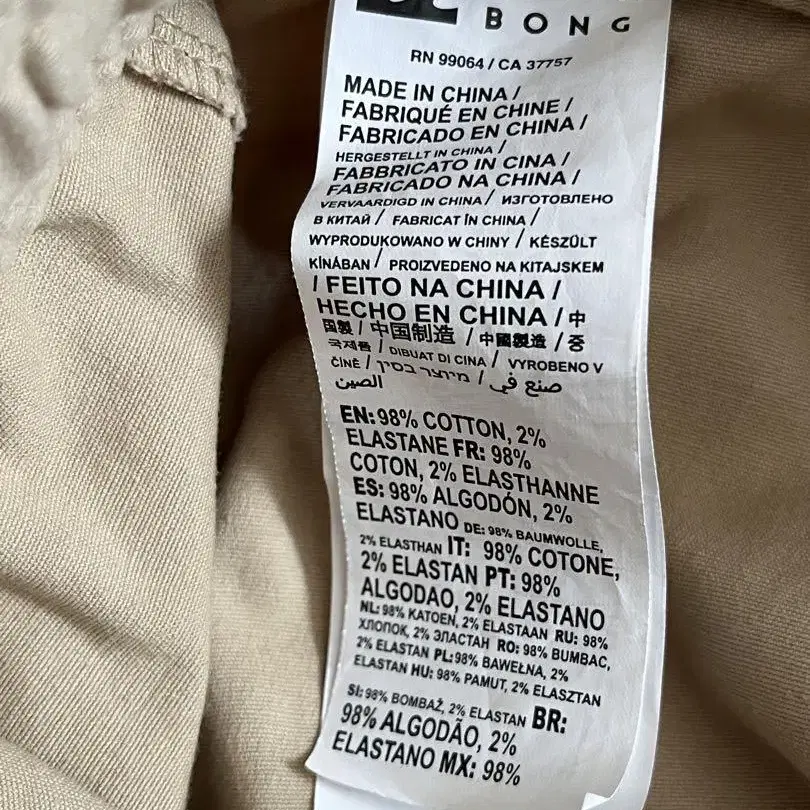 BONG
RN 99064 / CA 37757
MADE IN CHINA /
FABRIQUÉ EN CHINE /
FABRICADO EN CHINA /
HERGESTELLT IN CHINA /
FABBRICATO IN CINA /
FABRICADO NA CHINA /
VERVAARDIGD IN CHINA / ИЗГОТОВЛЕНО
В КИТАЙ / FABRICAT ÎN CHINA /
WYPRODUKOWANO W CHINY / KÉSZÜLT
KÍNÁBAN / PROIZVEDENO NA KITAJSKEM
/ FEITO NA CHINA /
HECHO EN CHINA / 中
国製 / 中国制造 / 中國製造 / 중
국제품 / DIBUAT DI CINA / VYROBENO V
ČÍNĚ / מיוצר בסין / صنع في
الصين
EN: 98% COTTON, 2%
ELASTANE FR: 98%
COTON, 2% ELASTHANNE
ES: 98% ALGODÓN, 2%
ELASTANO DE: 98% BAUMWOLLE,
2% ELASTHAN IT: 98% COTONE,
2% ELASTAN PT: 98%
ALGODAO, 2% ELASTANO
NL: 98% KATOEN, 2% ELASTAAN RU: 98%
ХЛОПОК, 2% ЭЛАСТАН RO: 98% BUMBAC,
2% ELASTAN PL: 98% BAWEŁNA, 2%
ELASTAN HU: 98% PAMUT, 2% ELASZTAN
SI: 98% BOMBAŽ, 2% ELASTAN BR:
98% ALGODÃO, 2%
ELASTANO MX: 98%